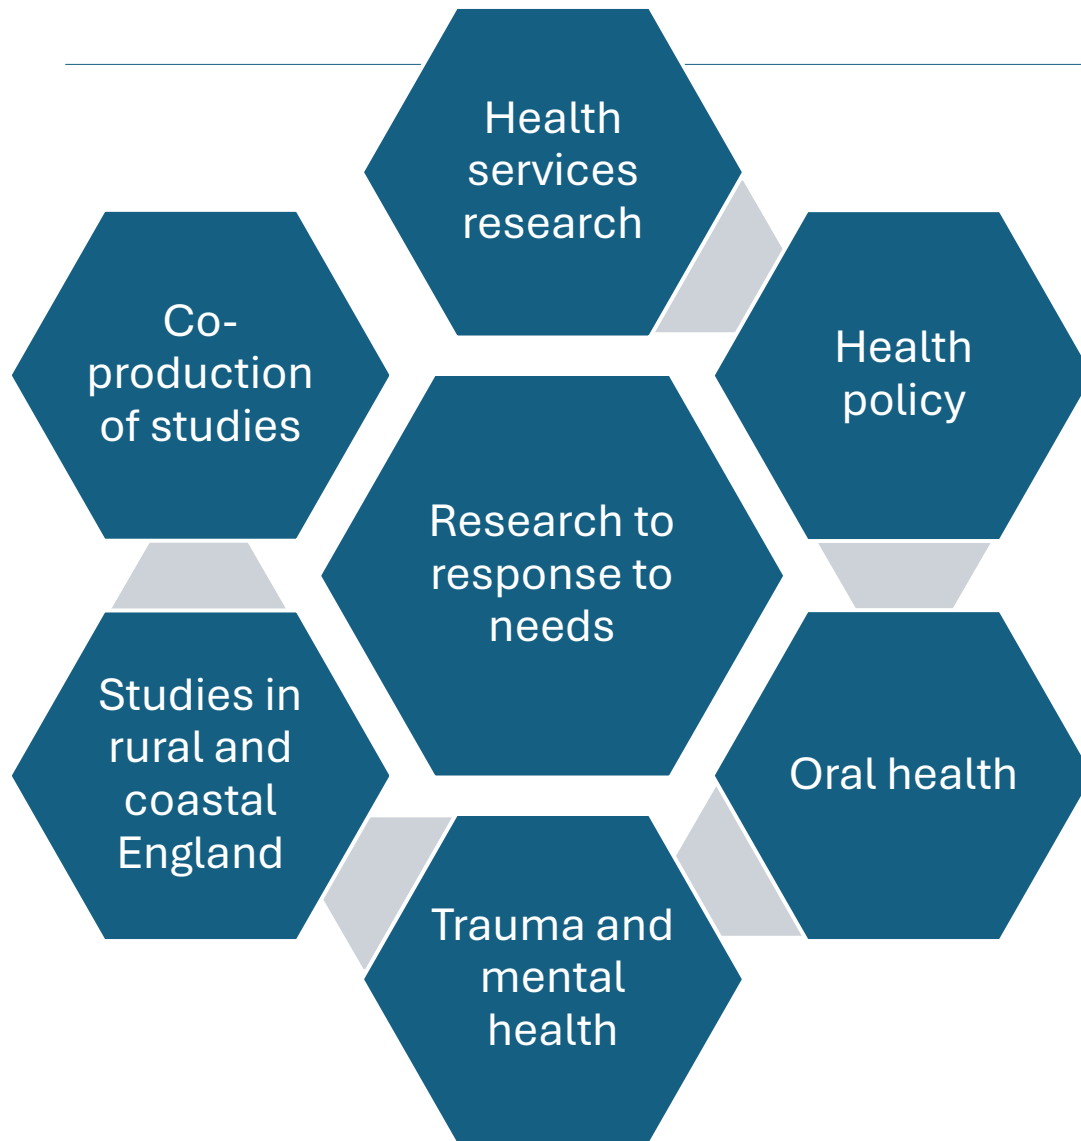 Health
services
research
Health
policy
Oral health
Trauma and
mental
health
Studies in
rural and
coastal
England
Co-
production
of studies
Research to
response to
needs